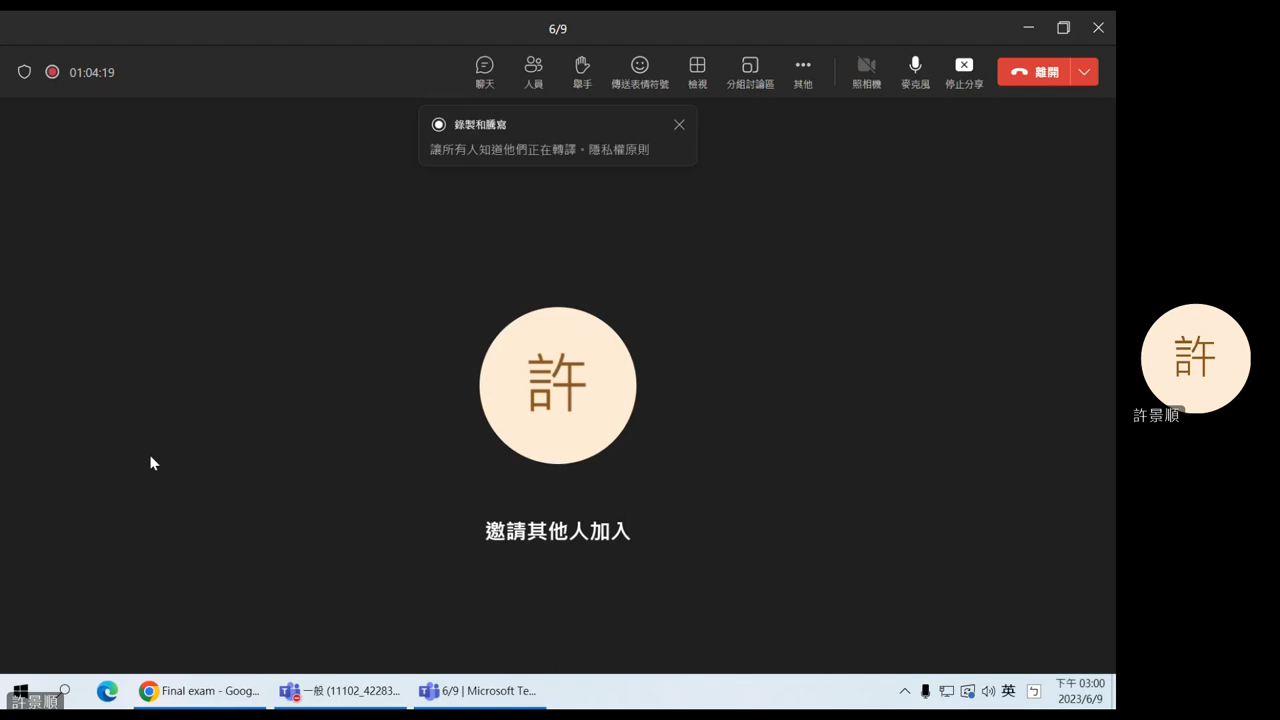 6/9
01:04:19
聊天
人員
舉手
傳送表情符號
檢視
分組討論區
其他
照相機
麥克風
停止分享
離開
錄製和騰寫
讓所有人知道他們正在轉譯。隱私權原則
許
邀請其他人加入
許
許景順
許景順
Final exam - Goog...
一般 (11102_42283...
6/9 | Microsoft Te...
英
ㄅ
下午 03:00
2023/6/9